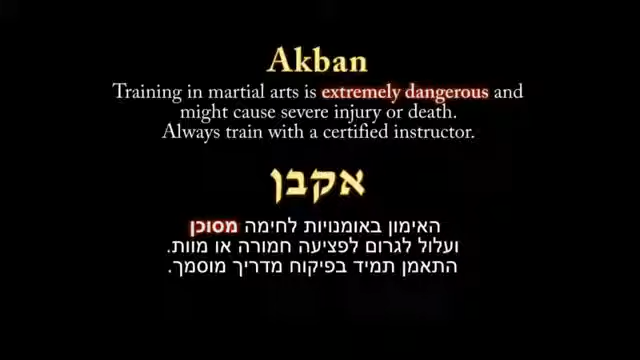 Akban
Training in martial arts is extremely dangerous and
might cause severe injury or death.
Always train with a certified instructor.
אקבן
האימון באומנויות לחימה מסוכן
ועלול לגרום לפציעה חמורה או מוות.
התאמן תמיד בפיקוח מדריך מוסמך.